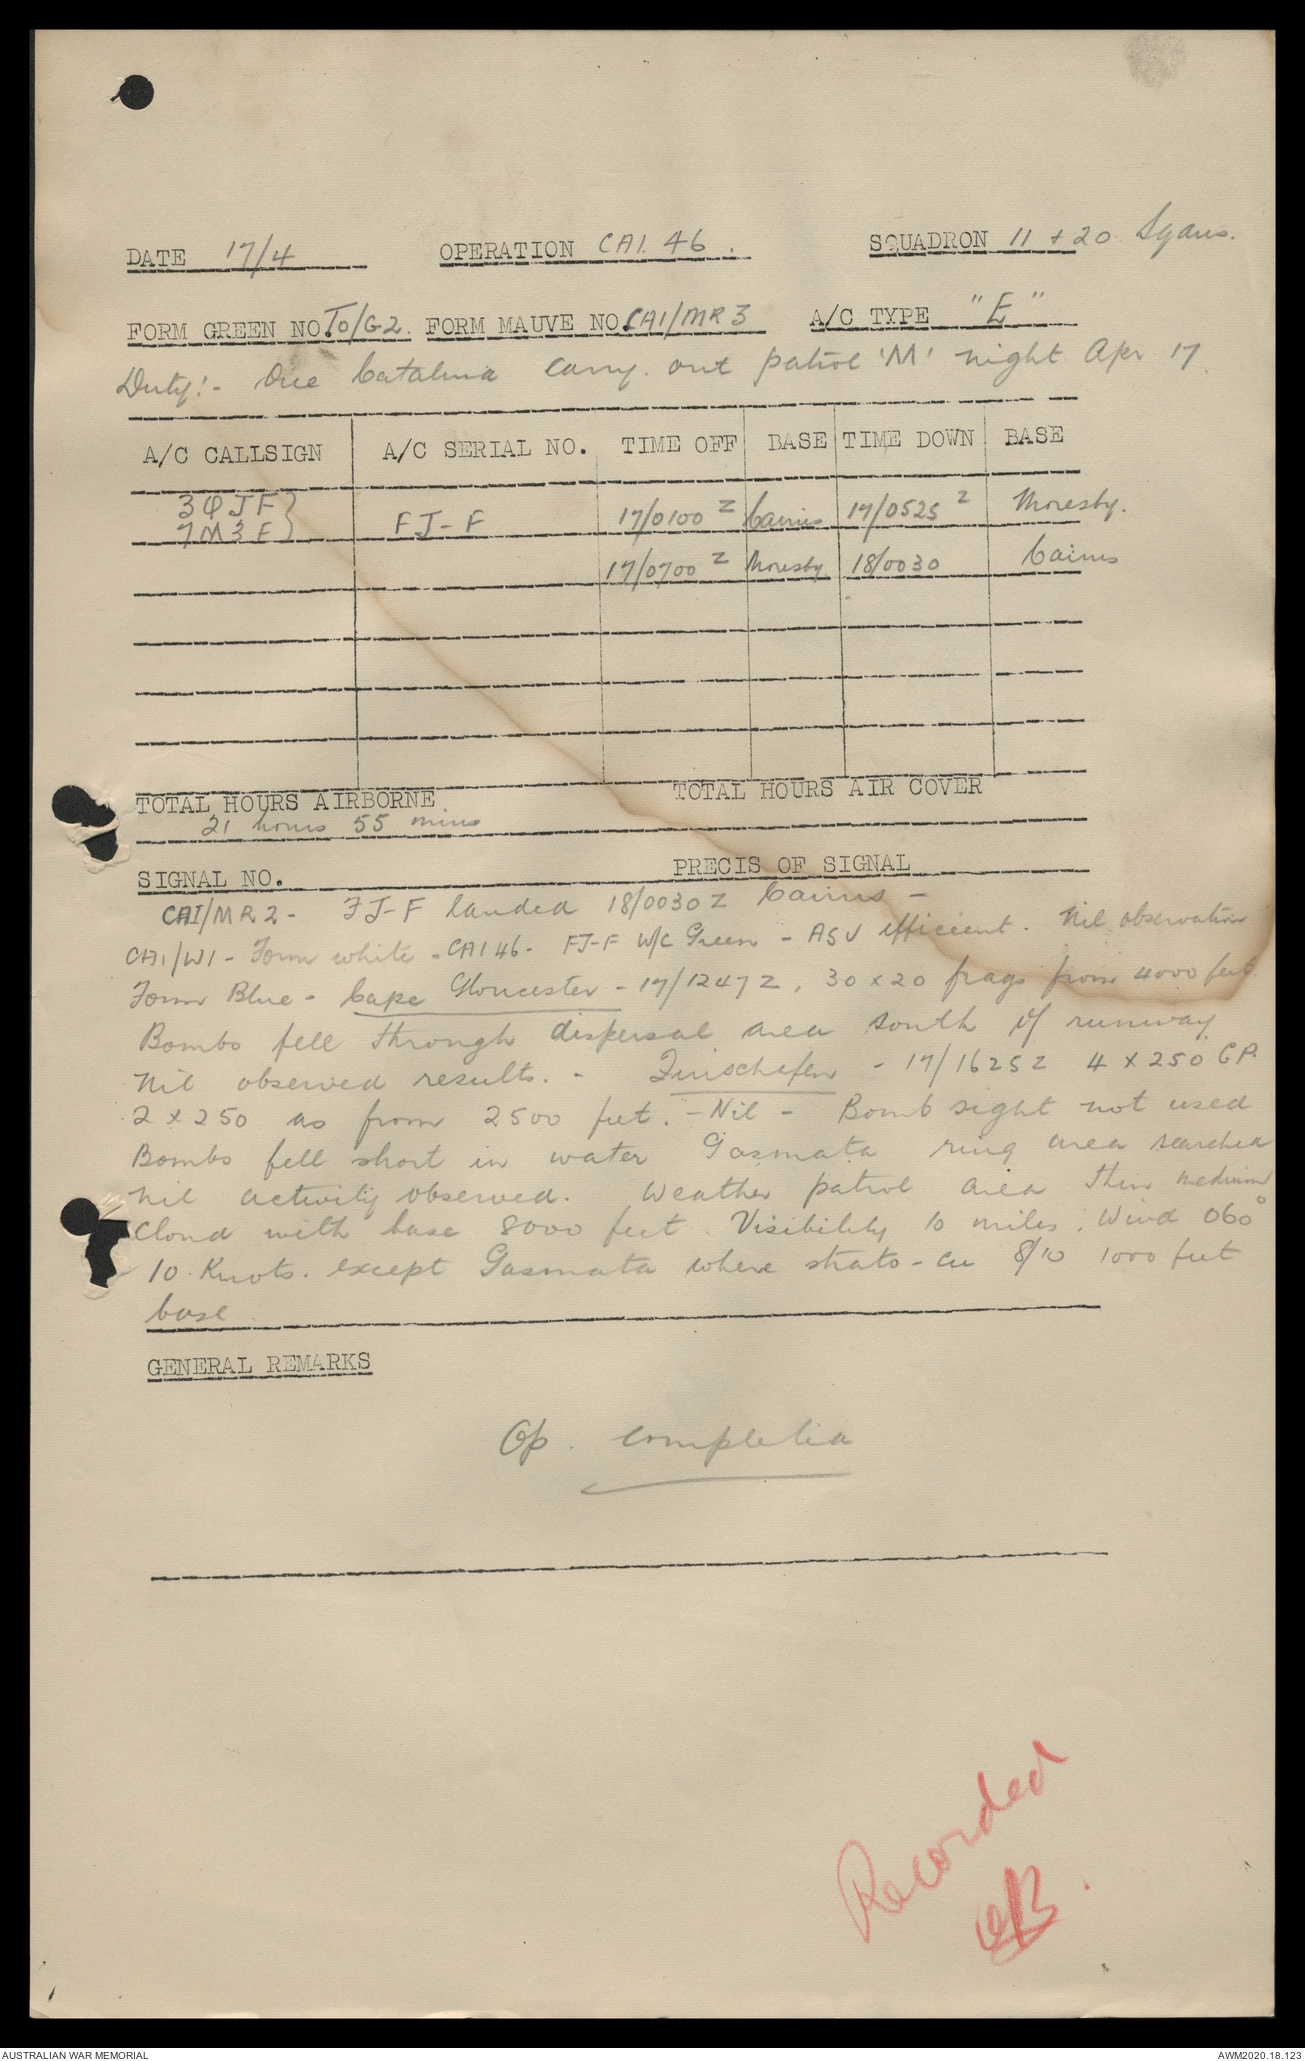 DATE 17/4 OPERATION CAI. 46. SQUADRON 11 + 20 Sqdns.
FORM GREEN NO. TO/G2. FORM MAUVE NO. CAI/MR3 A/C TYPE "E"
Duty:- One Catalina carry out patrol 'M' night Apr 17.
A/C CALLSIGN A/C SERIAL NO. TIME OFF BASE TIME DOWN BASE
3QJF}
7M3F} FJ-F 17/0100 Z Cairns 17/0525 Z Moresby.
17/0700 Z Moresby 18/0030 Cairns
TOTAL HOURS AIRBORNE TOTAL HOURS AIR COVER
21 hours 55 mins
SIGNAL NO. PRECIS OF SIGNAL
CAI/MR2 - FJ-F landed 18/0030Z Cairns -
CAI/W1 - Form white - CAI 46 - FJ-F W/C Green - ASV efficient. Nil observation
Form Blue - Cape Gloucester - 17/1247Z, 30 x 20 frags from 4000 feet.
Bombs fell through dispersal area south of runway.
Nil observed results. - Finschafen - 17/1625Z 4 x 250 G.P.
2 x 250 as from 2500 feet. - Nil - Bomb sight not used
Bombs fell short in water Gasmata ring area searched
nil activity observed. Weather patrol area thin medium
cloud with base 8000 feet. Visibility 10 miles. Wind 060°
10 Knots. except Gasmata where strato-cu 8/10 1000 feet
base.
GENERAL REMARKS
Op. completed
Recorded
AUSTRALIAN WAR MEMORIAL AWM2020.18.123